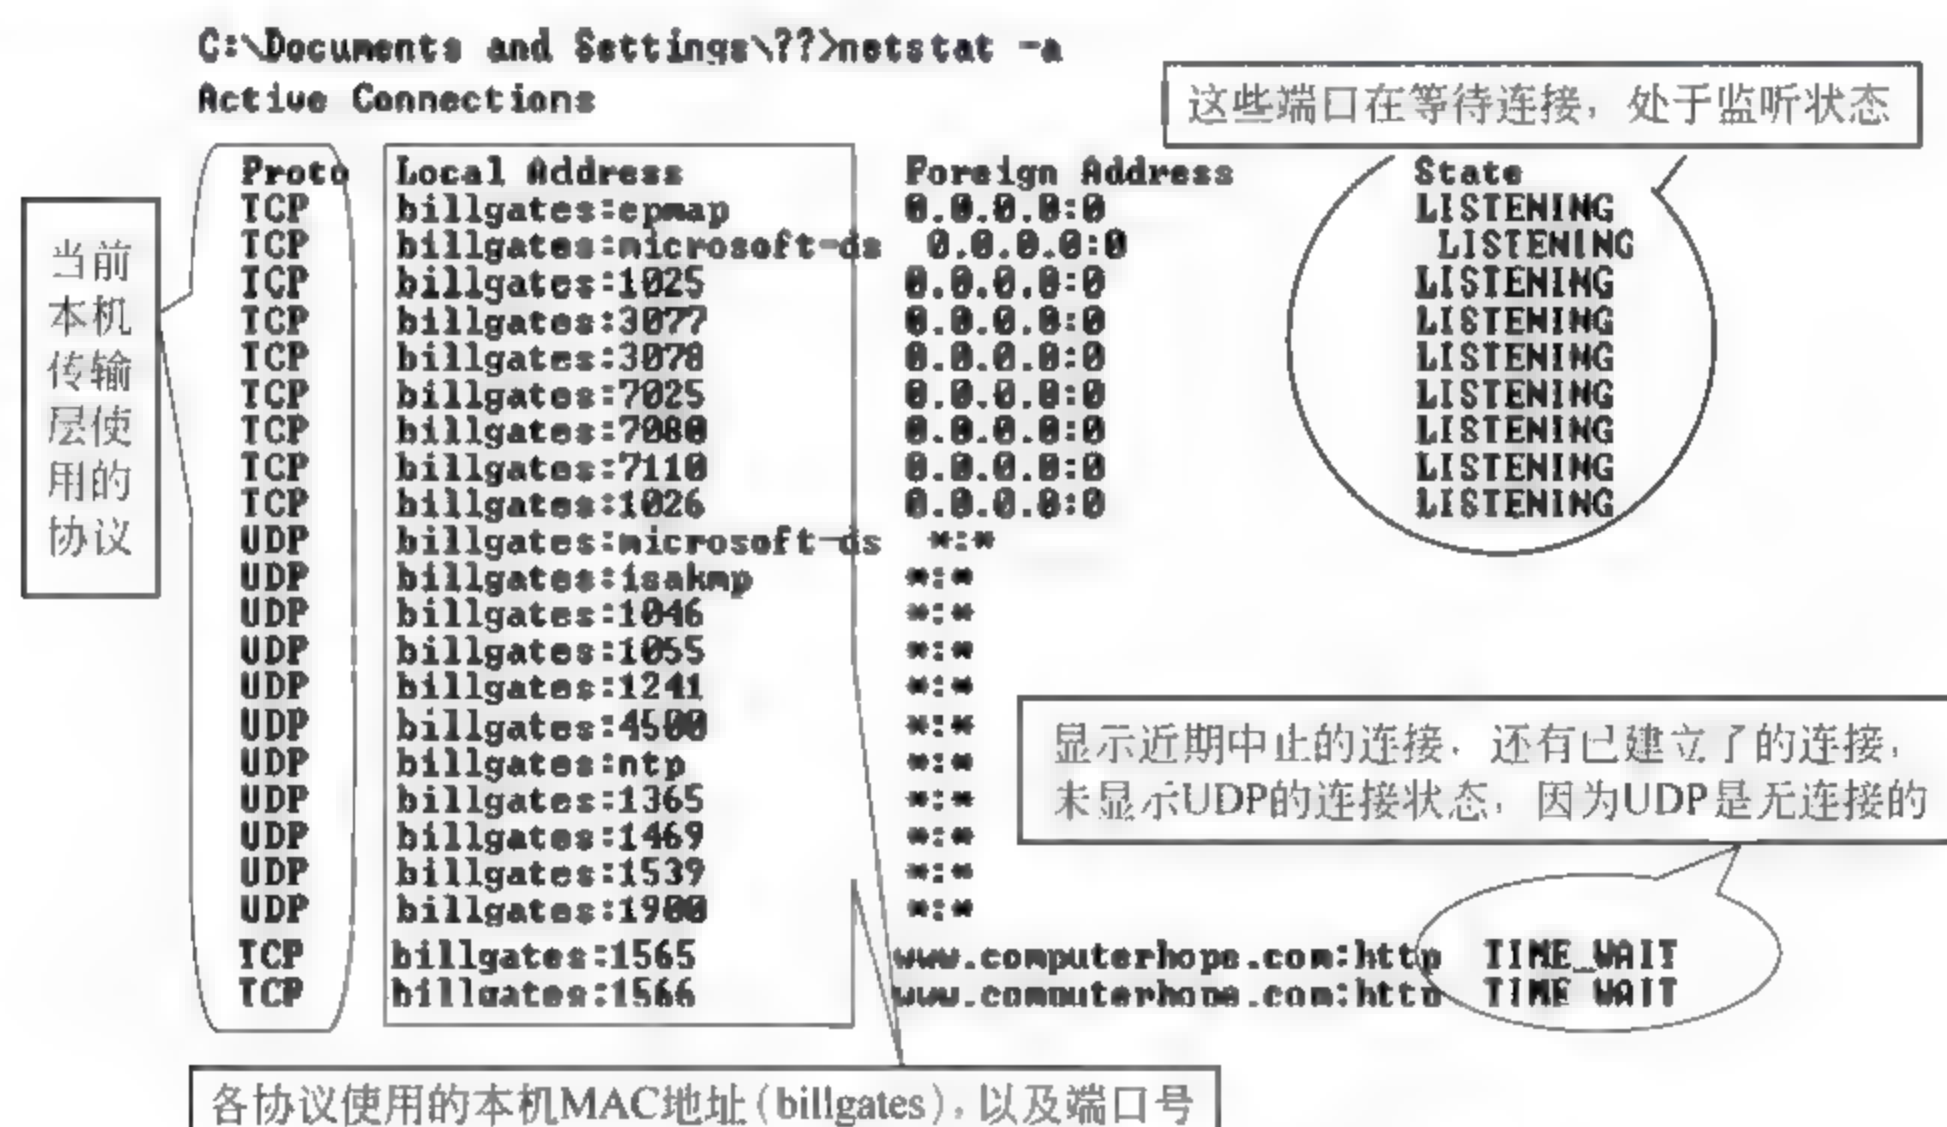 C:\Documents and Settings\??>netstat -a
Active Connections
这些端口在等待连接，处于监听状态
Proto Local Address Foreign Address State
TCP billgates:epmap 0.0.0.0:0 LISTENING
TCP billgates:microsoft-ds 0.0.0.0:0 LISTENING
TCP billgates:1025 0.0.0.0:0 LISTENING
TCP billgates:3077 0.0.0.0:0 LISTENING
TCP billgates:3078 0.0.0.0:0 LISTENING
TCP billgates:7025 0.0.0.0:0 LISTENING
TCP billgates:7080 0.0.0.0:0 LISTENING
TCP billgates:7110 0.0.0.0:0 LISTENING
TCP billgates:1026 0.0.0.0:0 LISTENING
UDP billgates:microsoft-ds *:*
UDP billgates:isakmp *:*
UDP billgates:1046 *:*
UDP billgates:1055 *:*
UDP billgates:1241 *:*
UDP billgates:4500 *:*
UDP billgates:ntp *:*
UDP billgates:1365 *:*
UDP billgates:1469 *:*
UDP billgates:1539 *:*
UDP billgates:1900 *:*
TCP billgates:1565 www.computerhope.com:http TIME_WAIT
TCP billgates:1566 www.computerhope.com:http TIME_WAIT
当前
本机
传输
层使
用的
协议
显示近期中止的连接，还有已建立了的连接，
未显示UDP的连接状态，因为UDP是无连接的
各协议使用的本机MAC地址(billgates)，以及端口号